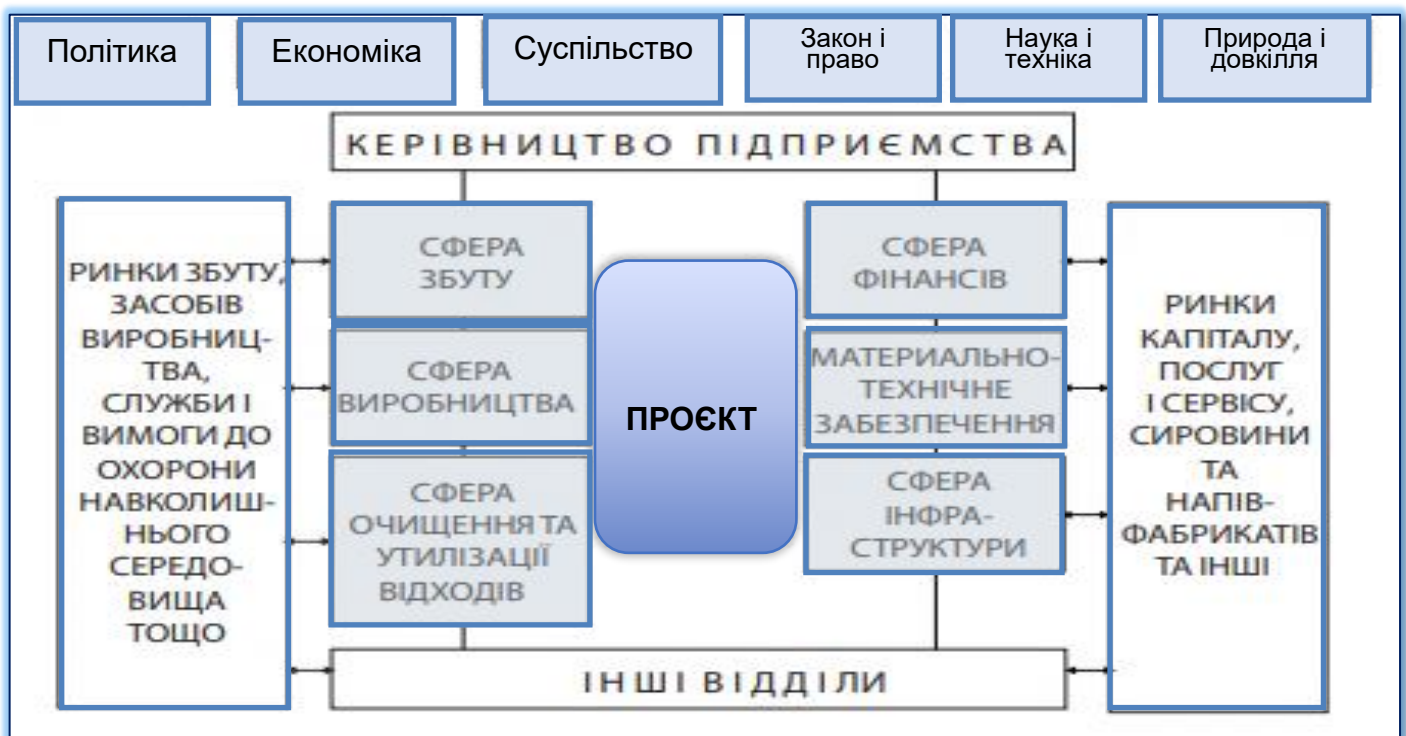 Політика
Економіка
Суспільство
Закон і
право
Наука і
техніка
Природа і
довкілля
КЕРІВНИЦТВО ПІДПРИЄМСТВА
РИНКИ ЗБУТУ,
ЗАСОБІВ
ВИРОБНИЦ-
ТВА,
СЛУЖБИ І
ВИМОГИ ДО
ОХОРОНИ
НАВКОЛИШ-
НЬОГО
СЕРЕДО-
ВИЩА
ТОЩО
СФЕРА
ЗБУТУ
СФЕРА
ВИРОБНИЦТВА
СФЕРА
ОЧИЩЕННЯ ТА
УТИЛІЗАЦІЇ
ВІДХОДІВ
ПРОЄКТ
СФЕРА
ФІНАНСІВ
МАТЕРИАЛЬНО-
ТЕХНІЧНЕ
ЗАБЕЗПЕЧЕННЯ
СФЕРА
ІНФРА-
СТРУКТУРИ
РИНКИ
КАПІТАЛУ,
ПОСЛУГ
І СЕРВІСУ,
СИРОВИНИ
ТА
НАПІВ-
ФАБРИКАТІВ
ТА ІНШІ
ІНШІ ВІДДІЛИ